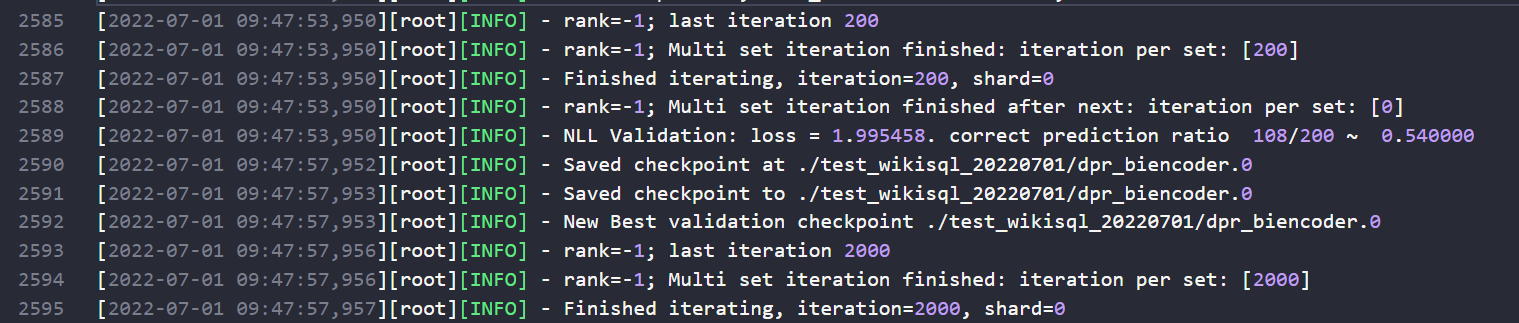 2585 [2022-07-01 09:47:53,950][root][INFO] - rank=-1; last iteration 200
2586 [2022-07-01 09:47:53,950][root][INFO] - rank=-1; Multi set iteration finished: iteration per set: [200]
2587 [2022-07-01 09:47:53,950][root][INFO] - Finished iterating, iteration=200, shard=0
2588 [2022-07-01 09:47:53,950][root][INFO] - rank=-1; Multi set iteration finished after next: iteration per set: [0]
2589 [2022-07-01 09:47:53,950][root][INFO] - NLL Validation: loss = 1.995458. correct prediction ratio  108/200 ~  0.540000
2590 [2022-07-01 09:47:57,952][root][INFO] - Saved checkpoint at ./test_wikisql_20220701/dpr_biencoder.0
2591 [2022-07-01 09:47:57,953][root][INFO] - Saved checkpoint to ./test_wikisql_20220701/dpr_biencoder.0
2592 [2022-07-01 09:47:57,953][root][INFO] - New Best validation checkpoint ./test_wikisql_20220701/dpr_biencoder.0
2593 [2022-07-01 09:47:57,956][root][INFO] - rank=-1; last iteration 2000
2594 [2022-07-01 09:47:57,956][root][INFO] - rank=-1; Multi set iteration finished: iteration per set: [2000]
2595 [2022-07-01 09:47:57,957][root][INFO] - Finished iterating, iteration=2000, shard=0